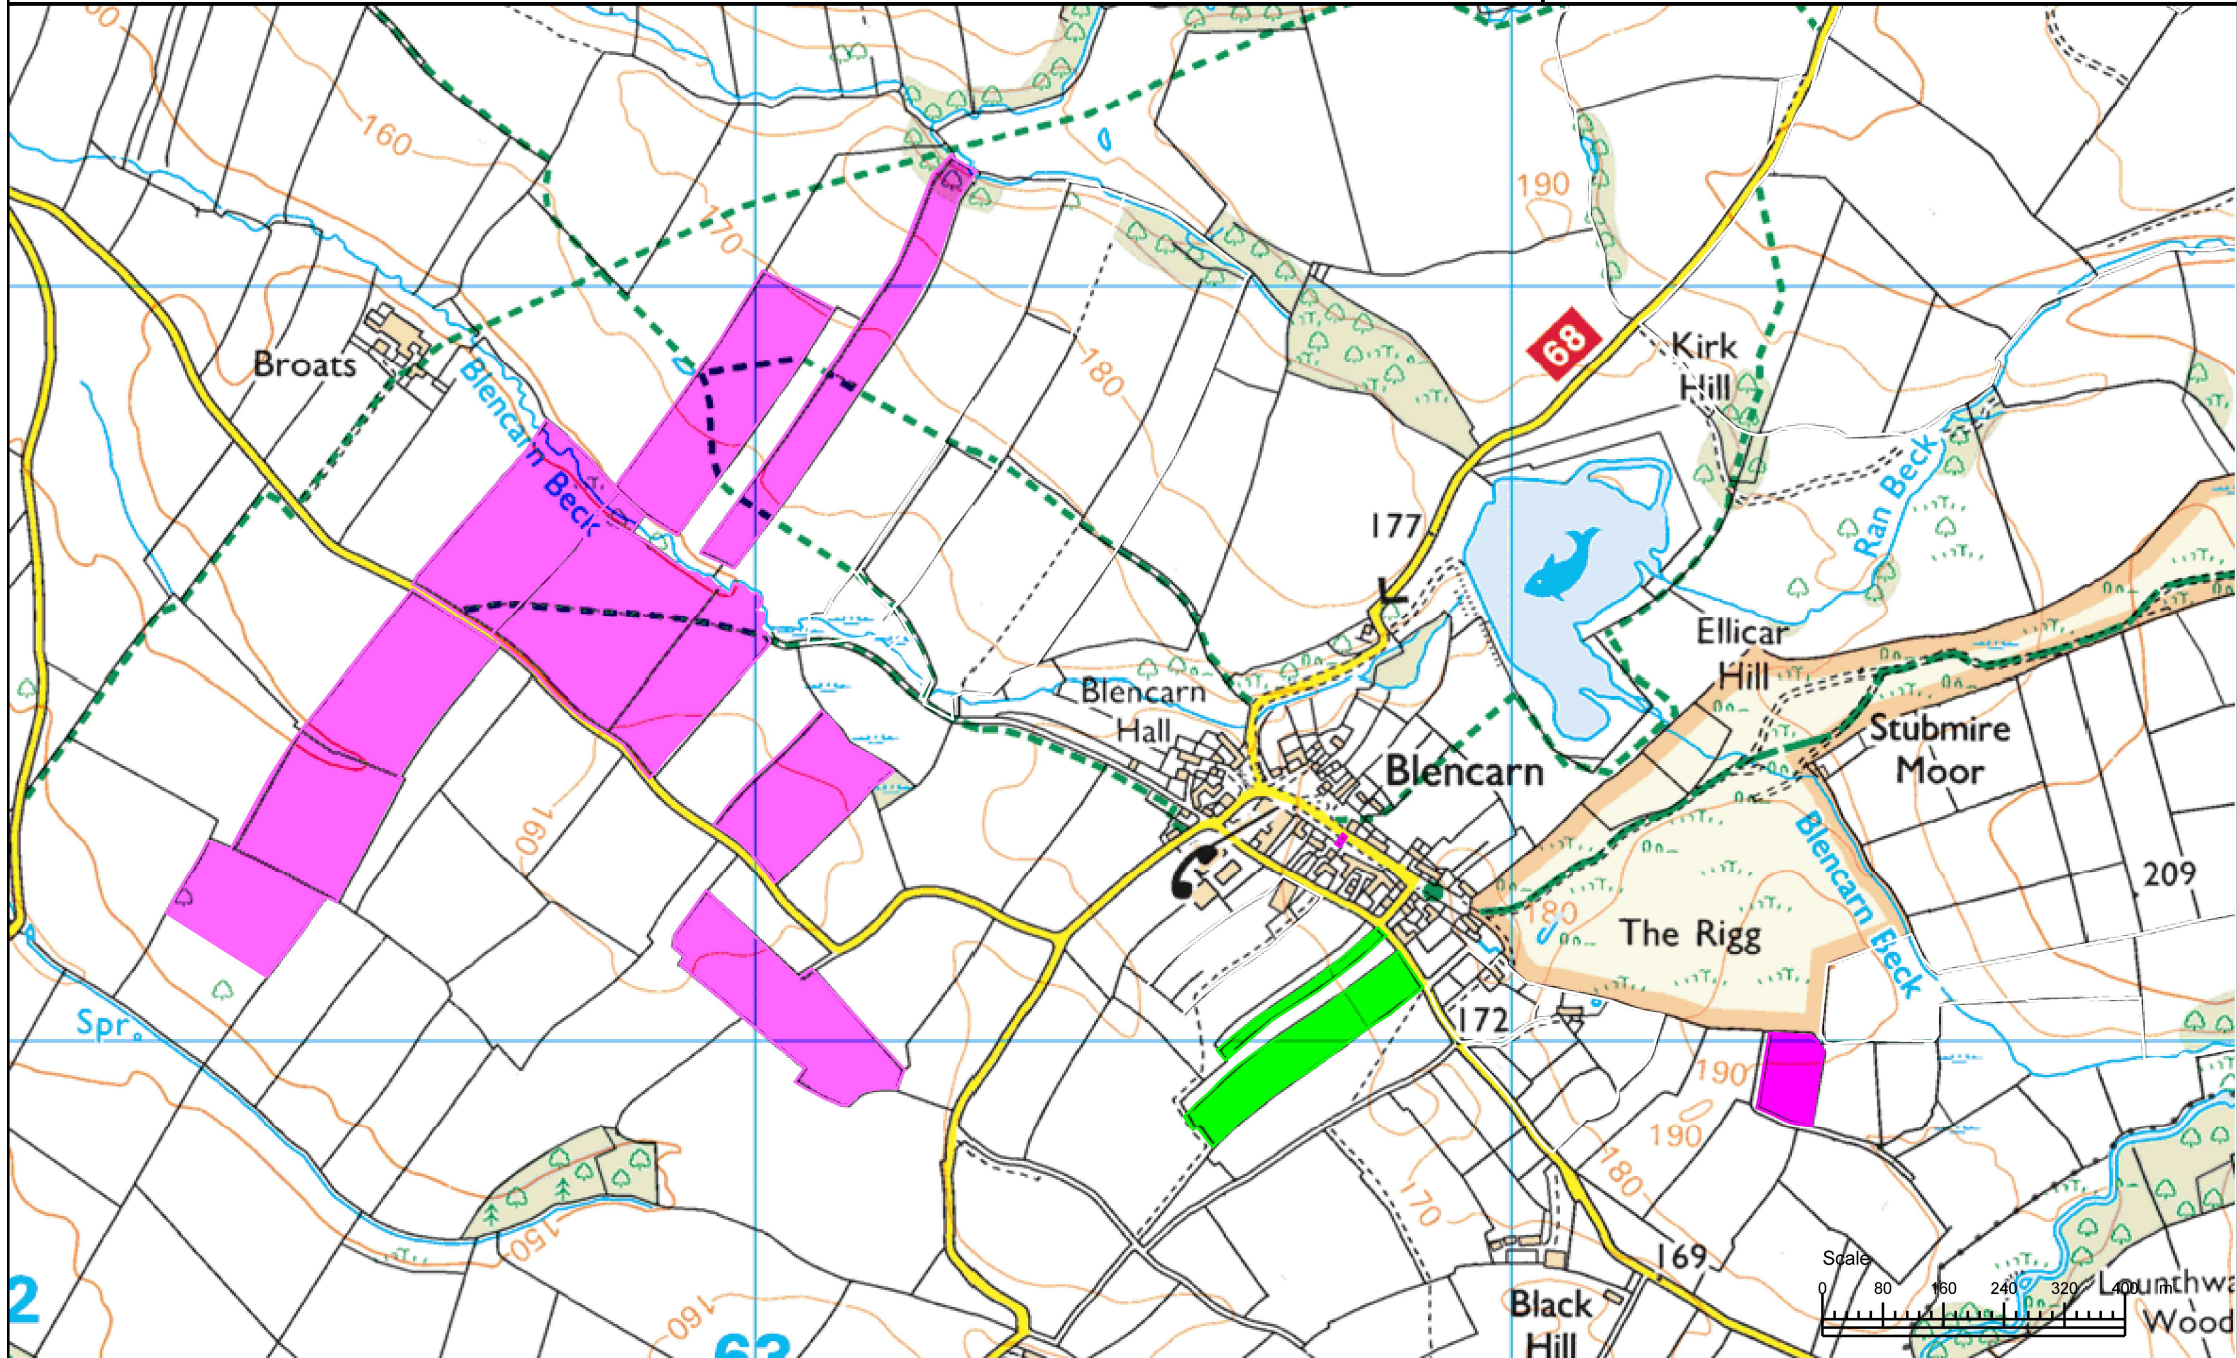 160
170
190
68
Kirk
Hill
Broats
180
Blencarn Beck
Ran Beck
177
Ellicar
Hill
Blencarn
Hall
Stubmire
Moor
Blencarn
160
Blencarn Beck
209
180
The Rigg
Spr.
172
190
190
180
170
150
169
Scale
0 80 160 240 320 400 m
2
160
63
Black
Hill
Wood